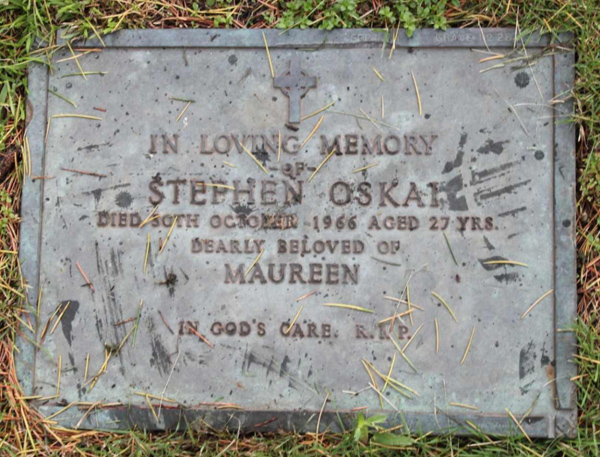 IN LOVING MEMORY
OF
STEPHEN OSKAR
DIED 30TH OCTOBER 1966 AGED 27 YRS.
DEARLY BELOVED OF
MAUREEN
IN GOD'S CARE. R.I.P.